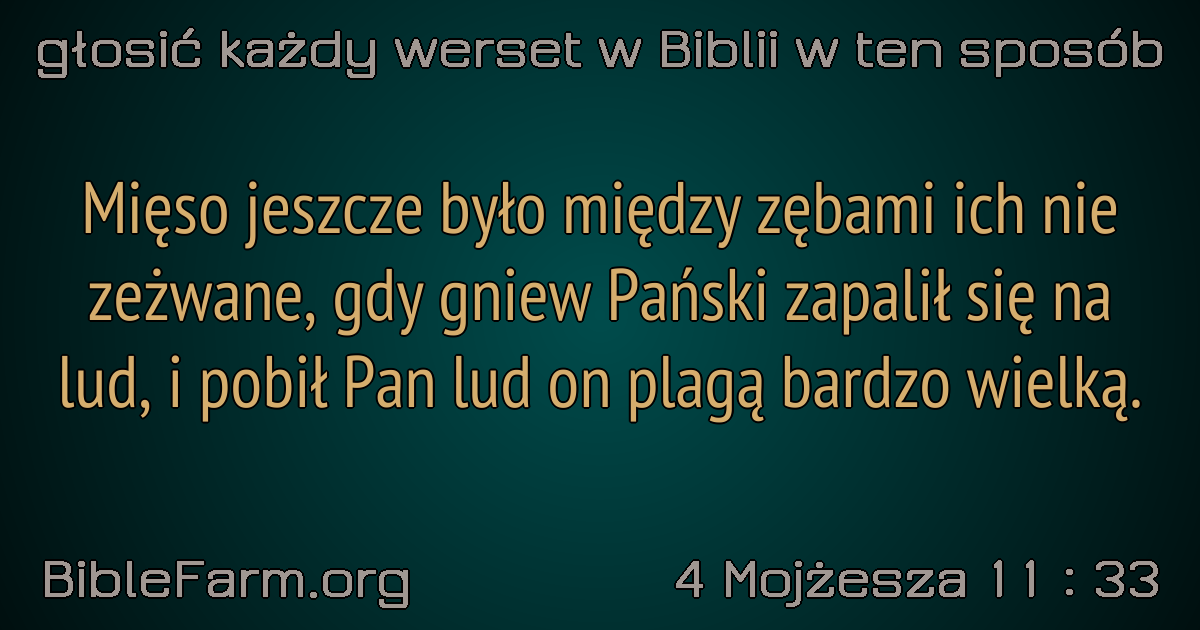 głosić każdy werset w Biblii w ten sposób
Mięso jeszcze było między zębami ich nie
zeżwane, gdy gniew Pański zapalił się na
lud, i pobił Pan lud on plagą bardzo wielką.
BibleFarm.org
4 Mojżesza 11 : 33